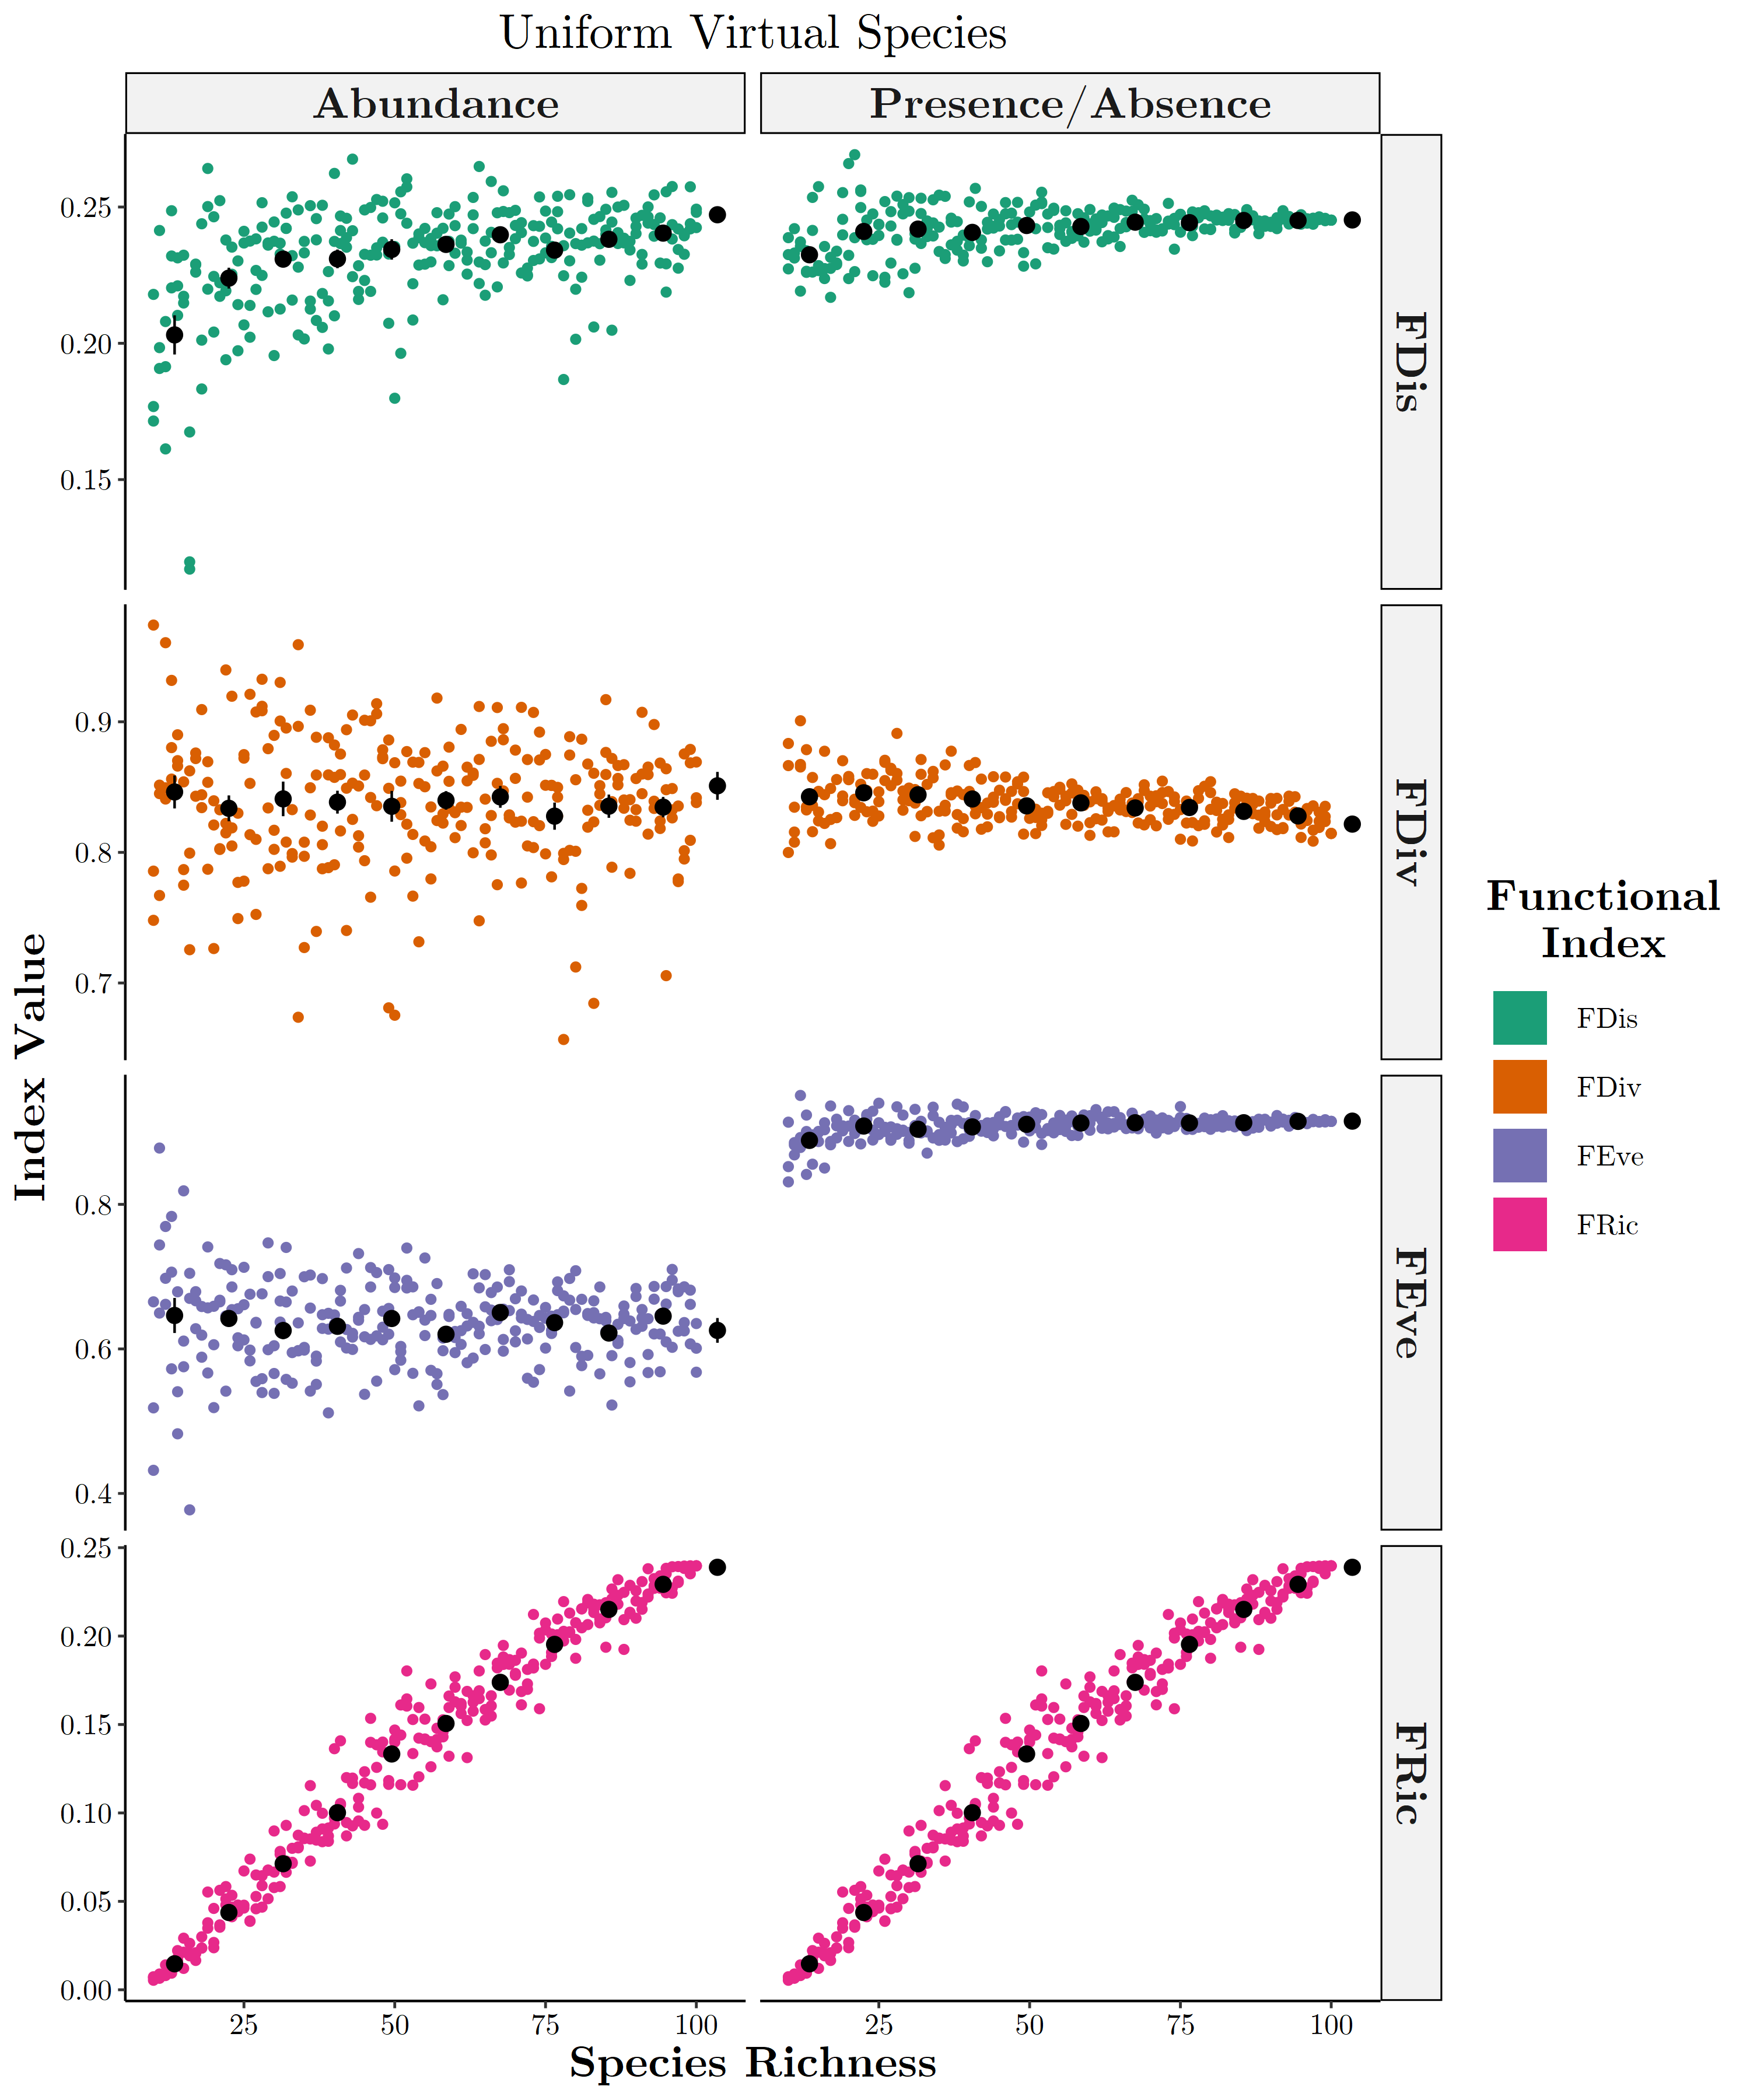 Uniform Virtual Species
Abundance
Presence/Absence
0.25
0.20
0.15
FDis
0.9
0.8
0.7
FDiv
0.8
0.6
0.4
FEve
0.25
0.20
0.15
0.10
0.05
0.00
FRic
25
50
75
100
25
50
75
100
Index Value
Species Richness
Functional
Index
FDis
FDiv
FEve
FRic